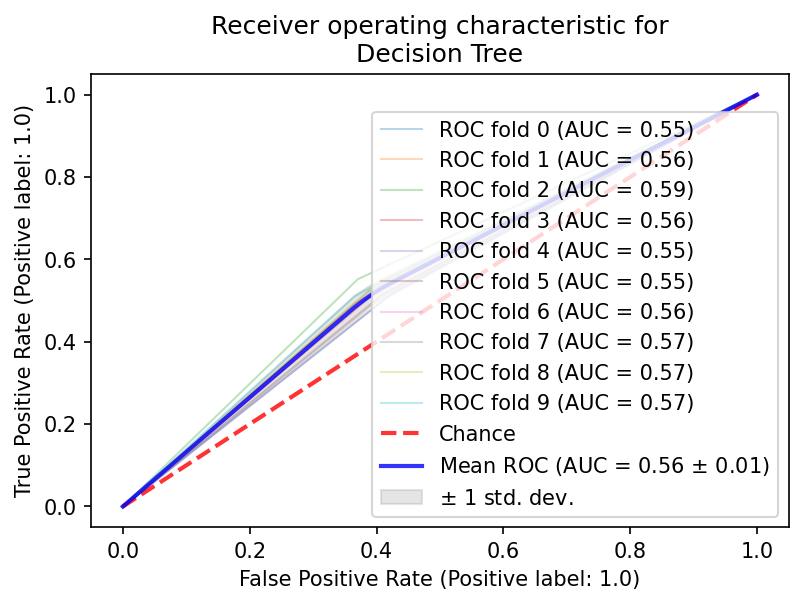 Receiver operating characteristic for
Decision Tree
True Positive Rate (Positive label: 1.0)
1.0
0.8
0.6
0.4
0.2
0.0
ROC fold 0 (AUC = 0.55)
ROC fold 1 (AUC = 0.56)
ROC fold 2 (AUC = 0.59)
ROC fold 3 (AUC = 0.56)
ROC fold 4 (AUC = 0.55)
ROC fold 5 (AUC = 0.55)
ROC fold 6 (AUC = 0.56)
ROC fold 7 (AUC = 0.57)
ROC fold 8 (AUC = 0.57)
ROC fold 9 (AUC = 0.57)
Chance
Mean ROC (AUC = 0.56 ± 0.01)
± 1 std. dev.
0.0 0.2 0.4 0.6 0.8 1.0
False Positive Rate (Positive label: 1.0)